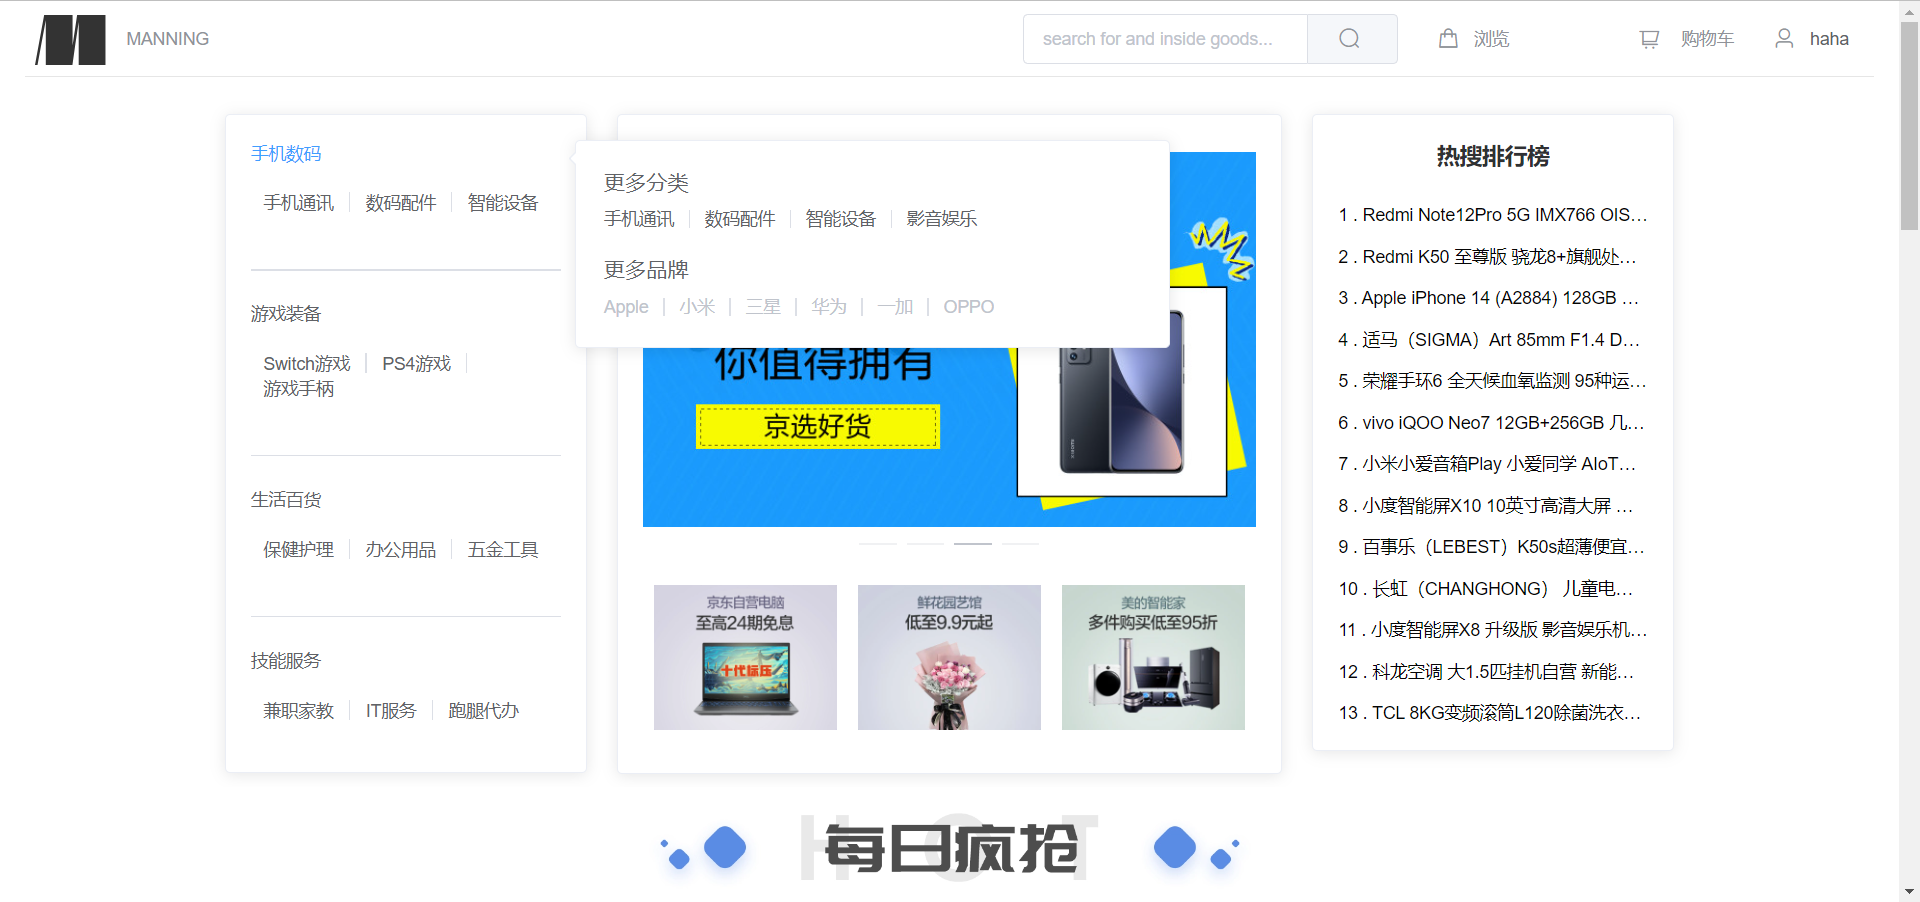 MANNING
search for and inside goods...
浏览
购物车
haha
手机数码
手机通讯 数码配件 智能设备
游戏装备
Switch游戏 PS4游戏
游戏手柄
生活百货
保健护理 办公用品 五金工具
技能服务
兼职家教 IT服务 跑腿代办
更多分类
手机通讯 数码配件 智能设备 影音娱乐
更多品牌
Apple 小米 三星 华为 一加 OPPO
你值得拥有
京选好货
xiaomi
京东自营电脑
至高24期免息
十代标压
鲜花园艺馆
低至9.9元起
美的智能家
多件购买低至95折
热搜排行榜
1 . Redmi Note12Pro 5G IMX766 OIS...
2 . Redmi K50 至尊版 骁龙8+旗舰处...
3 . Apple iPhone 14 (A2884) 128GB ...
4 . 适马（SIGMA）Art 85mm F1.4 D...
5 . 荣耀手环6 全天候血氧监测 95种运...
6 . vivo iQOO Neo7 12GB+256GB 几...
7 . 小米小爱音箱Play 小爱同学 AIoT...
8 . 小度智能屏X10 10英寸高清大屏 ...
9 . 百事乐（LEBEST）K50s超薄便宜...
10 . 长虹（CHANGHONG） 儿童电...
11 . 小度智能屏X8 升级版 影音娱乐机...
12 . 科龙空调 大1.5匹挂机自营 新能...
13 . TCL 8KG变频滚筒L120除菌洗衣...
HOT
每日疯抢